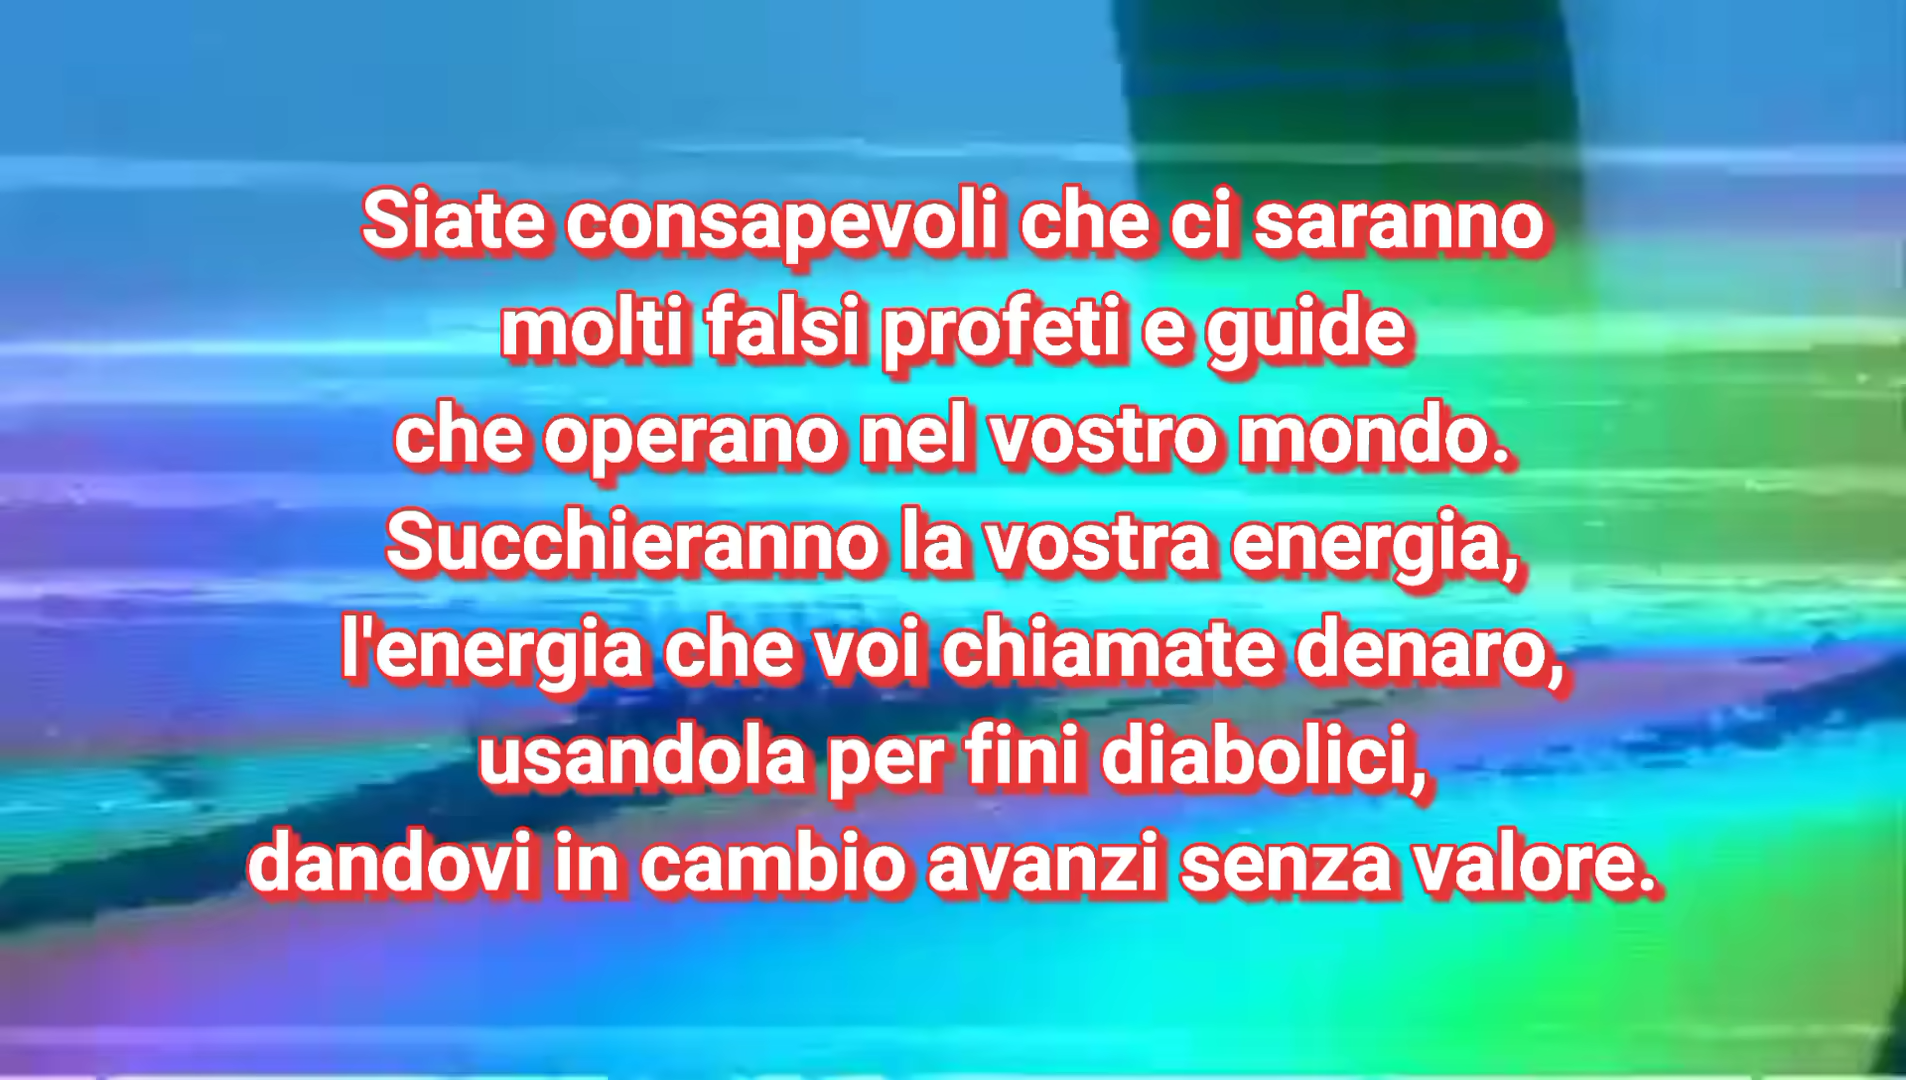 Siate consapevoli che ci saranno
molti falsi profeti e guide
che operano nel vostro mondo.
Succhieranno la vostra energia,
l'energia che voi chiamate denaro,
usandola per fini diabolici,
dandovi in cambio avanzi senza valore.